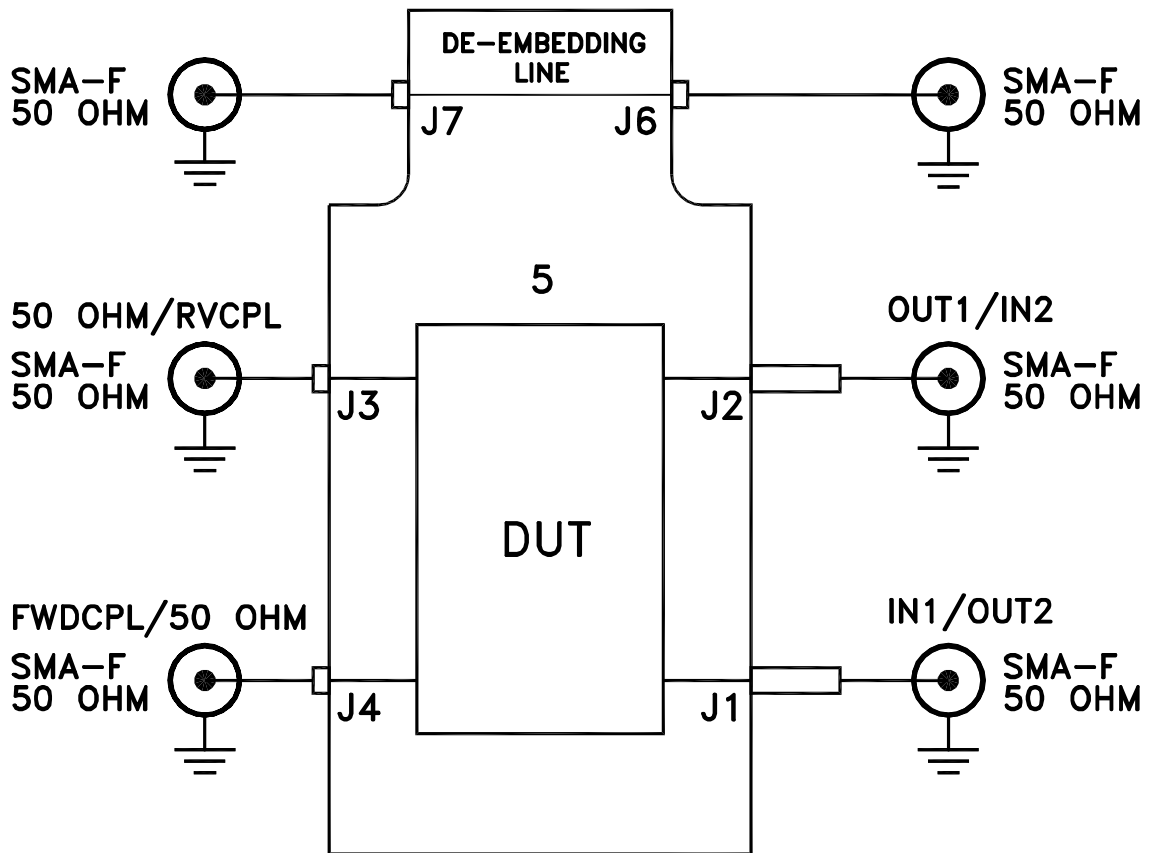 DE-EMBEDDING
LINE
SMA-F
50 OHM
J7
J6
SMA-F
50 OHM
5
50 OHM/RVCPL
SMA-F
50 OHM
J3
OUT1/IN2
J2
SMA-F
50 OHM
DUT
FWDCPL/50 OHM
SMA-F
50 OHM
J4
IN1/OUT2
J1
SMA-F
50 OHM